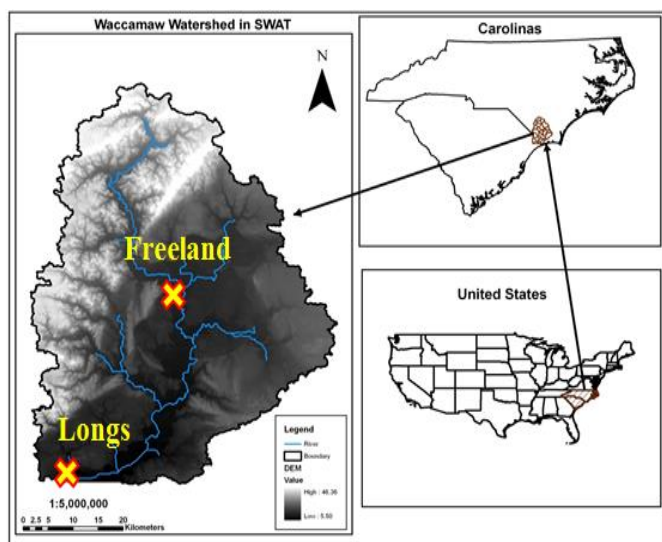 Waccamaw Watershed in SWAT
N
Freeland
Longs
1:5,000,000
0 2.5 5 10 15 20
Kilometers
Legend
River
Boundary
DEM
Value
High : 46.36
Low : 5.50
Carolinas
United States